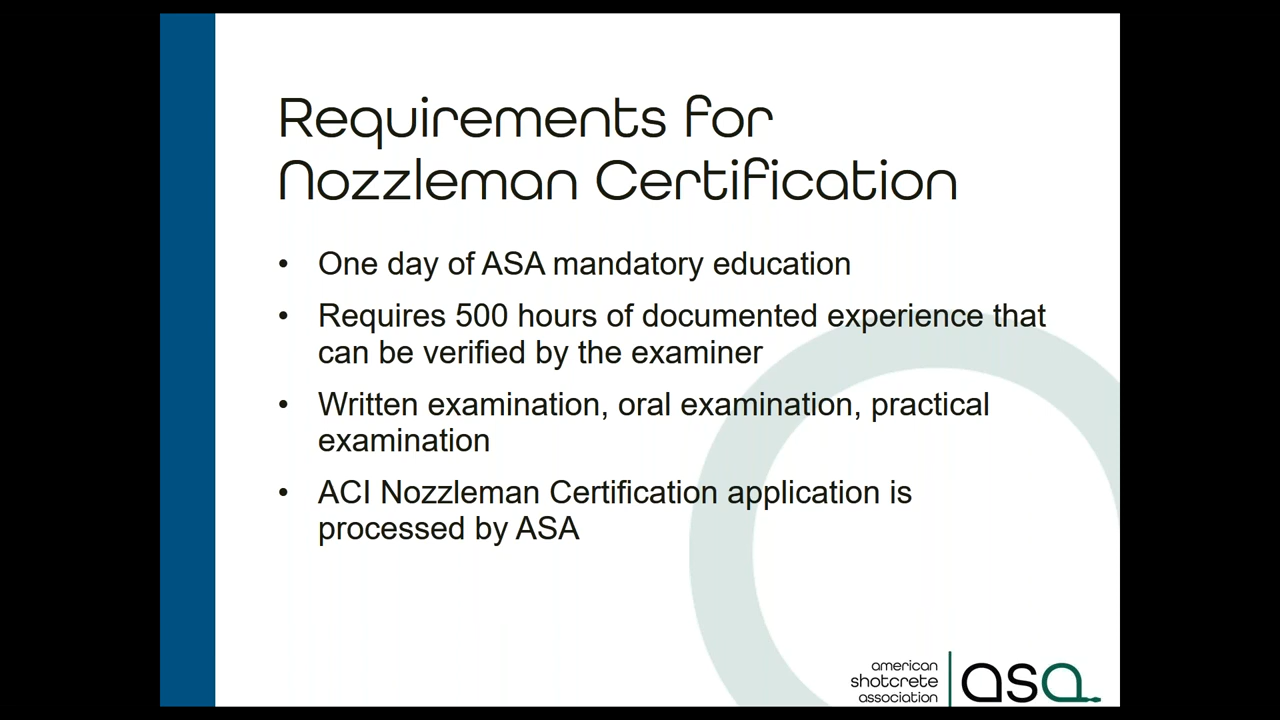 Requirements for
Nozzleman Certification
• One day of ASA mandatory education
• Requires 500 hours of documented experience that
can be verified by the examiner
• Written examination, oral examination, practical
examination
• ACI Nozzleman Certification application is
processed by ASA
american
shotcrete
association
asa